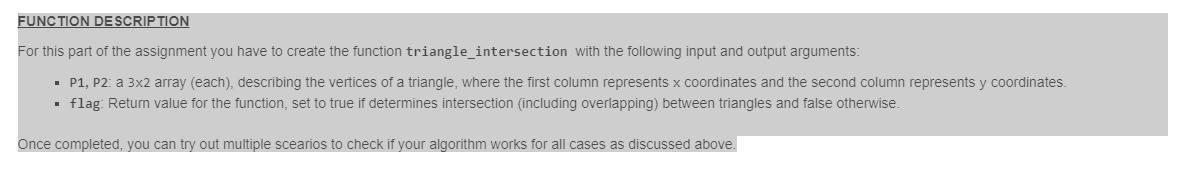 FUNCTION DESCRIPTION
For this part of the assignment you have to create the function triangle_intersection with the following input and output arguments:
▪ P1, P2: a 3x2 array (each), describing the vertices of a triangle, where the first column represents x coordinates and the second column represents y coordinates.
▪ flag: Return value for the function, set to true if determines intersection (including overlapping) between triangles and false otherwise.
Once completed, you can try out multiple scearios to check if your algorithm works for all cases as discussed above.